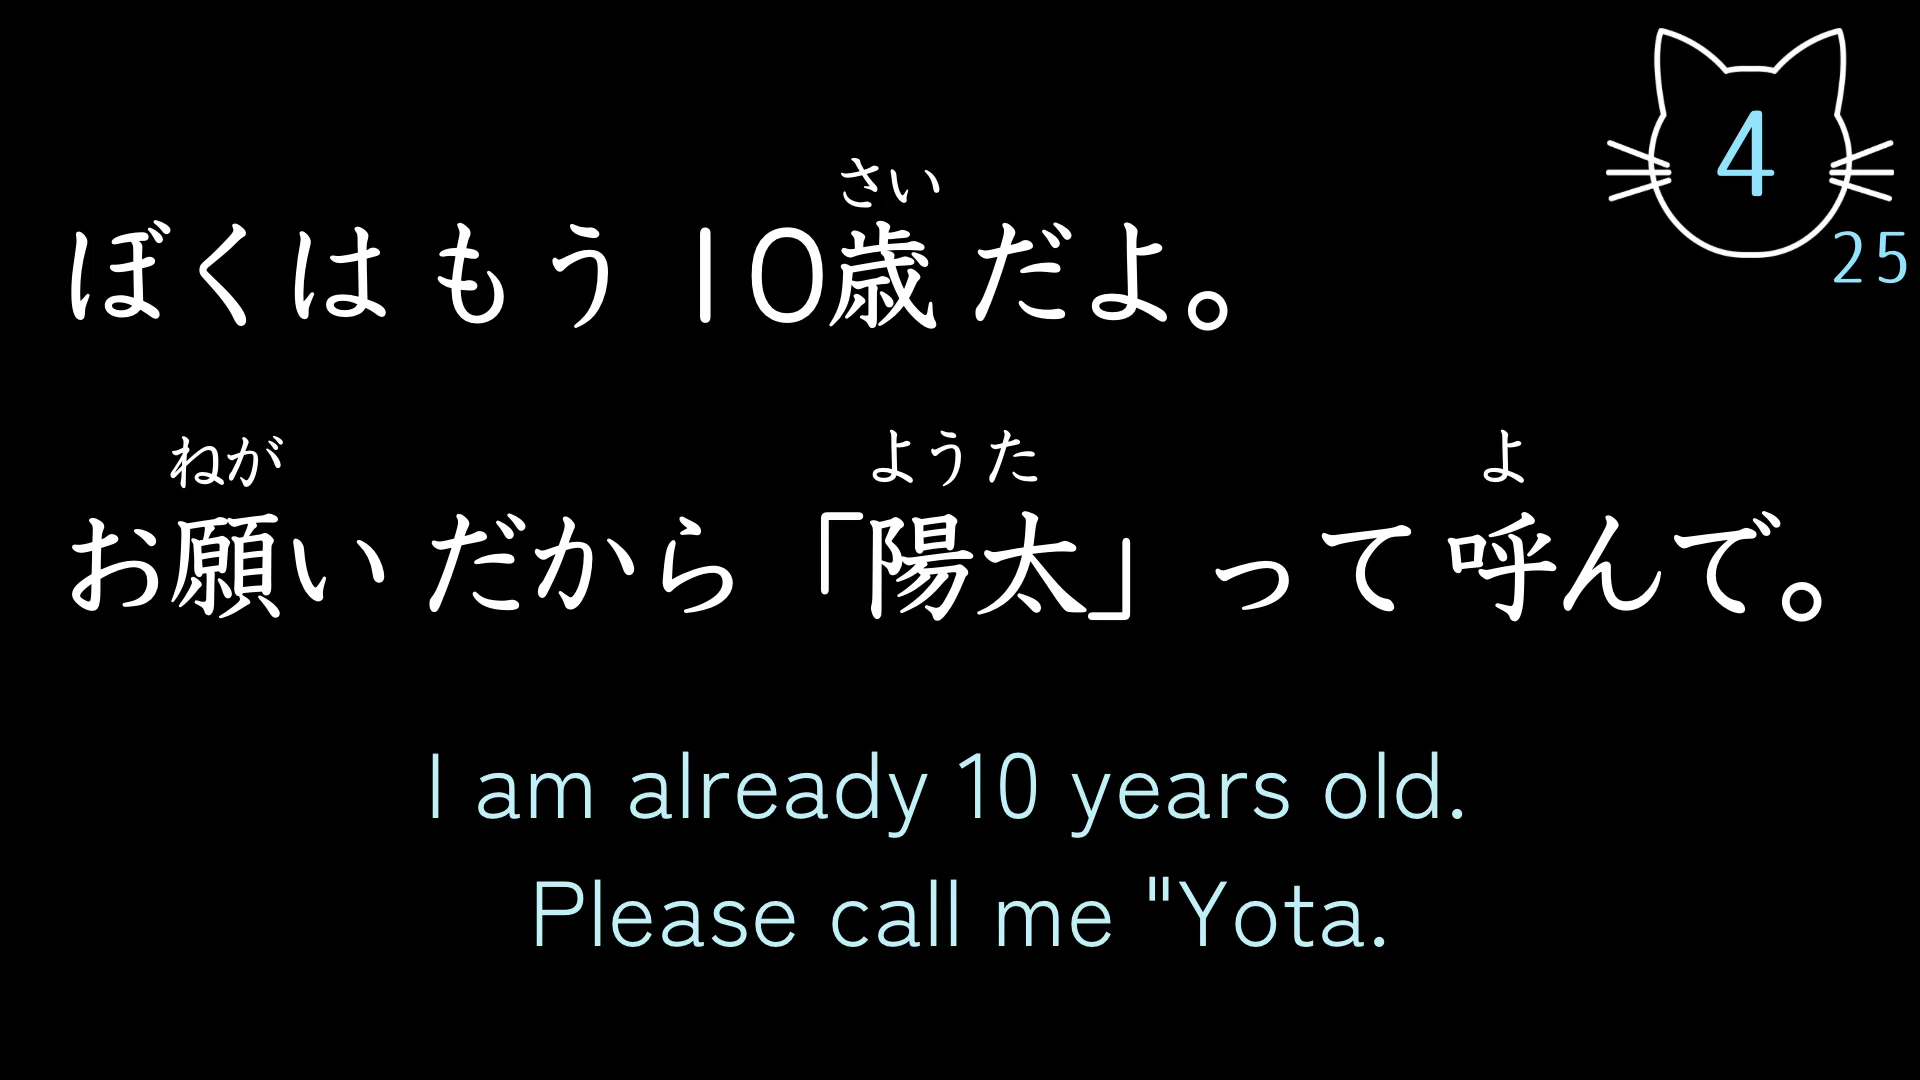 4
25
さい
ぼくは もう 10歳 だよ。
ねが ようた よ
お願い だから 「陽太」 って 呼んで。
I am already 10 years old.
Please call me "Yota.